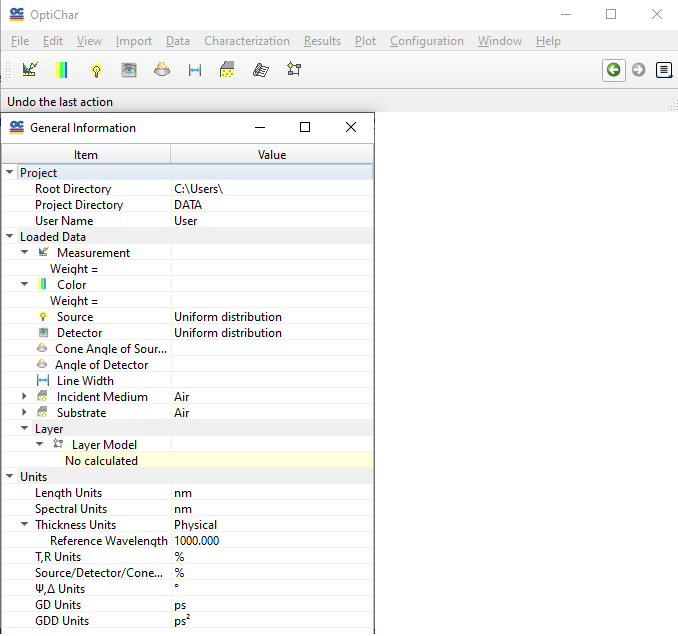 OptiChar
File Edit View Import Data Characterization Results Plot Configuration Window Help
Undo the last action
General Information
Item Value
Project
Root Directory C:\Users\
Project Directory DATA
User Name User
Loaded Data
Measurement
Weight =
Color
Weight =
Source Uniform distribution
Detector Uniform distribution
Cone Angle of Sour...
Angle of Detector
Line Width
Incident Medium Air
Substrate Air
Layer
Layer Model
No calculated
Units
Length Units nm
Spectral Units nm
Thickness Units Physical
Reference Wavelength 1000.000
T,R Units %
Source/Detector/Cone... %
Ψ,Δ Units °
GD Units ps
GDD Units ps²